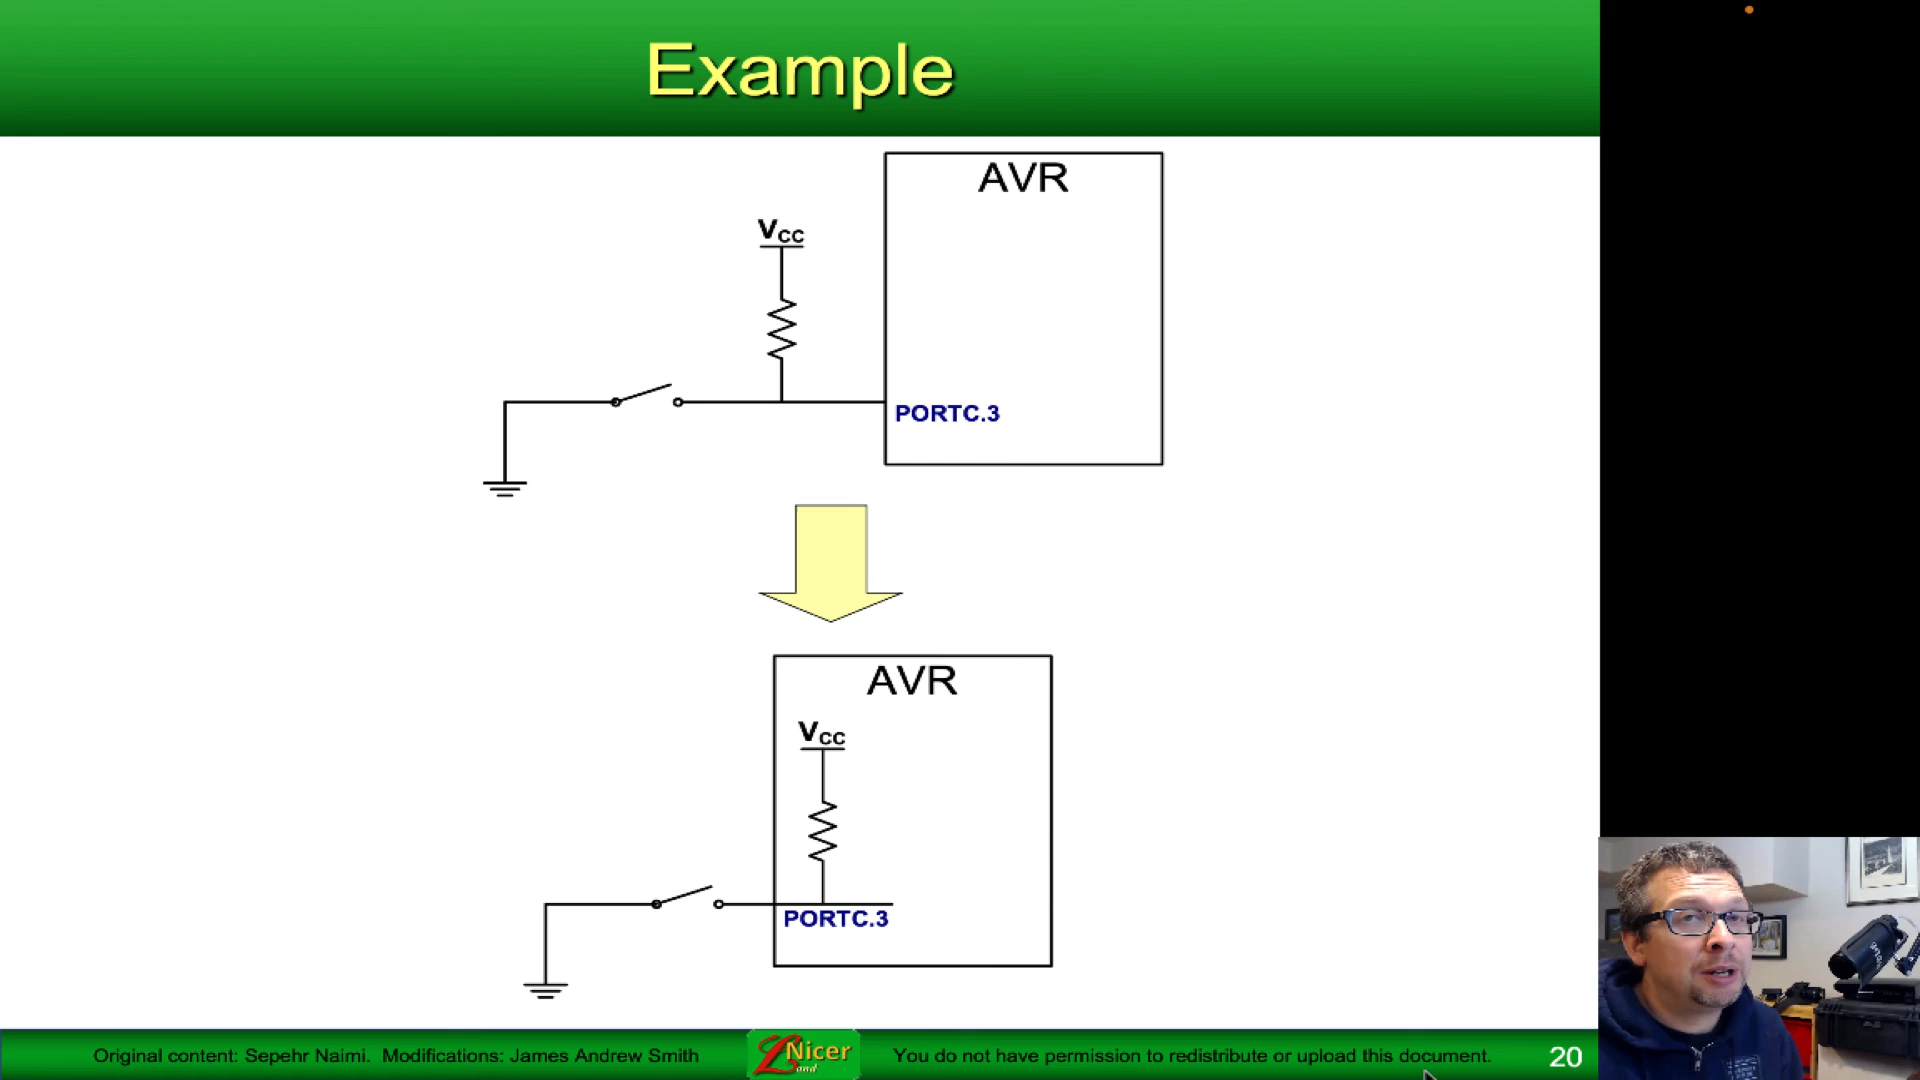 Example
AVR
VCC
PORTC.3
AVR
VCC
PORTC.3
Original content: Sepehr Naimi. Modifications: James Andrew Smith
Nicer
Land
You do not have permission to redistribute or upload this document.
20